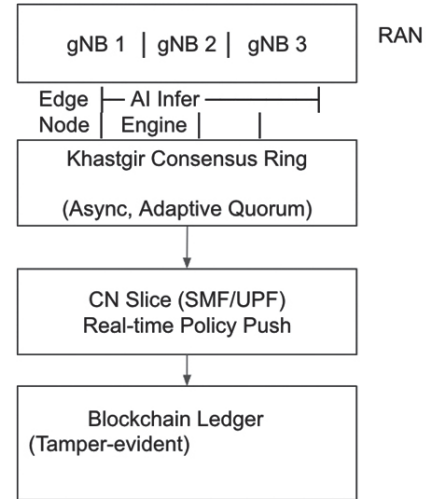 gNB 1 | gNB 2 | gNB 3
RAN
Edge AI Infer
Node Engine
Khastgir Consensus Ring
(Async, Adaptive Quorum)
CN Slice (SMF/UPF)
Real-time Policy Push
Blockchain Ledger
(Tamper-evident)